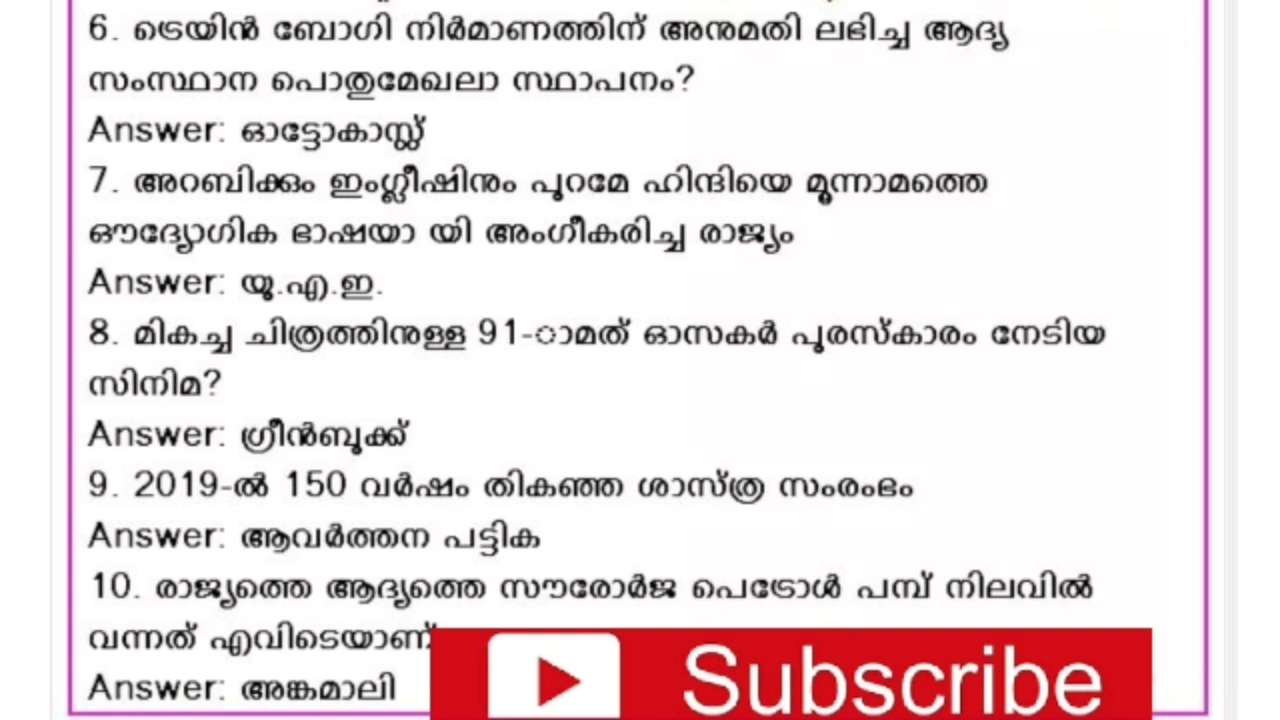 6. ട്രെയിൻ ബോഗി നിർമാണത്തിന് അനുമതി ലഭിച്ച ആദ്യ
സംസ്ഥാന പൊതുമേഖലാ സ്ഥാപനം?
Answer: ഓട്ടോകാസ്റ്റ്
7. അറബിക്കും ഇംഗ്ലീഷിനും പുറമേ ഹിന്ദിയെ മൂന്നാമത്തെ
ഔദ്യോഗിക ഭാഷയാ യി അംഗീകരിച്ച രാജ്യം
Answer: യു.എ.ഇ.
8. മികച്ച ചിത്രത്തിനുള്ള 91-ാമത് ഓസകർ പുരസ്കാരം നേടിയ
സിനിമ?
Answer: ഗ്രീൻബുക്ക്
9. 2019-ൽ 150 വർഷം തികഞ്ഞ ശാസ്ത്ര സംരംഭം
Answer: ആവർത്തന പട്ടിക
10. രാജ്യത്തെ ആദ്യത്തെ സൗരോർജ പെട്രോൾ പമ്പ് നിലവിൽ
വന്നത് എവിടെയാണ്
Answer: അങ്കമാലി
Subscribe